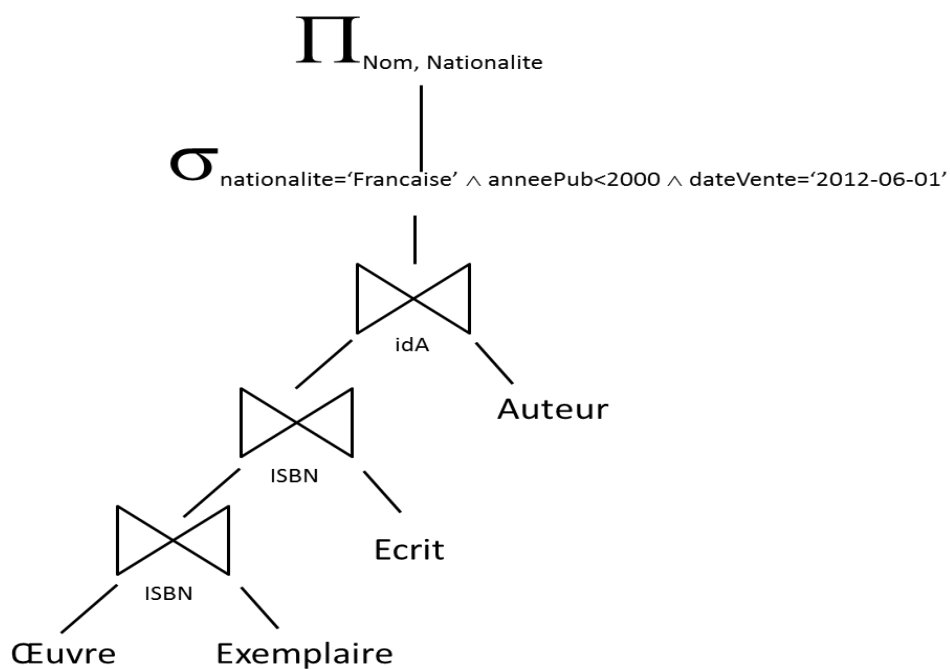 Π Nom, Nationalite
σ nationalite=‘Francaise’ ∧ anneePub<2000 ∧ dateVente=‘2012-06-01’
idA
Auteur
ISBN
Ecrit
ISBN
Œuvre Exemplaire